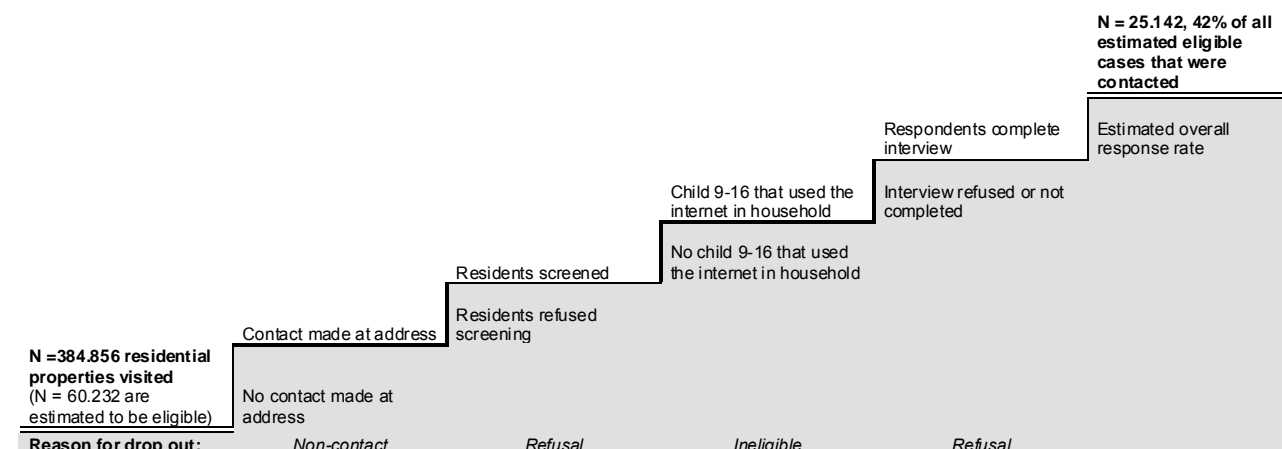 N = 25.142, 42% of all
estimated eligible
cases that were
contacted
Respondents complete
interview
Estimated overall
response rate
Child 9-16 that used the
internet in household
Interview refused or not
completed
Residents screened
No child 9-16 that used
the internet in household
Contact made at address
Residents refused
screening
N =384.856 residential
properties visited
(N = 60.232 are
estimated to be eligible)
No contact made at
address
Reason for drop out:
Non-contact
Refusal
Ineligible
Refusal